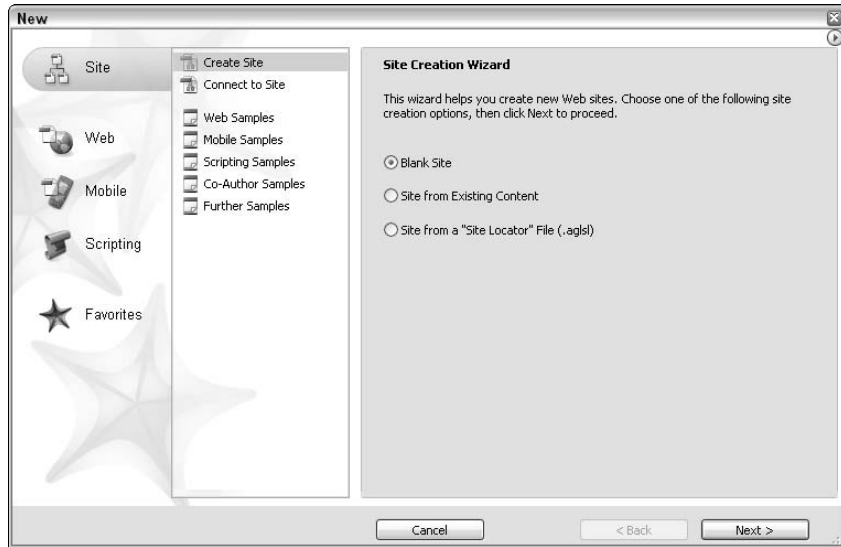 New
Site
Web
Mobile
Scripting
Favorites
Create Site
Connect to Site
Web Samples
Mobile Samples
Scripting Samples
Co-Author Samples
Further Samples
Site Creation Wizard
This wizard helps you create new Web sites. Choose one of the following site
creation options, then click Next to proceed.
Blank Site
Site from Existing Content
Site from a "Site Locator" File (.aglsl)
Cancel
< Back
Next >